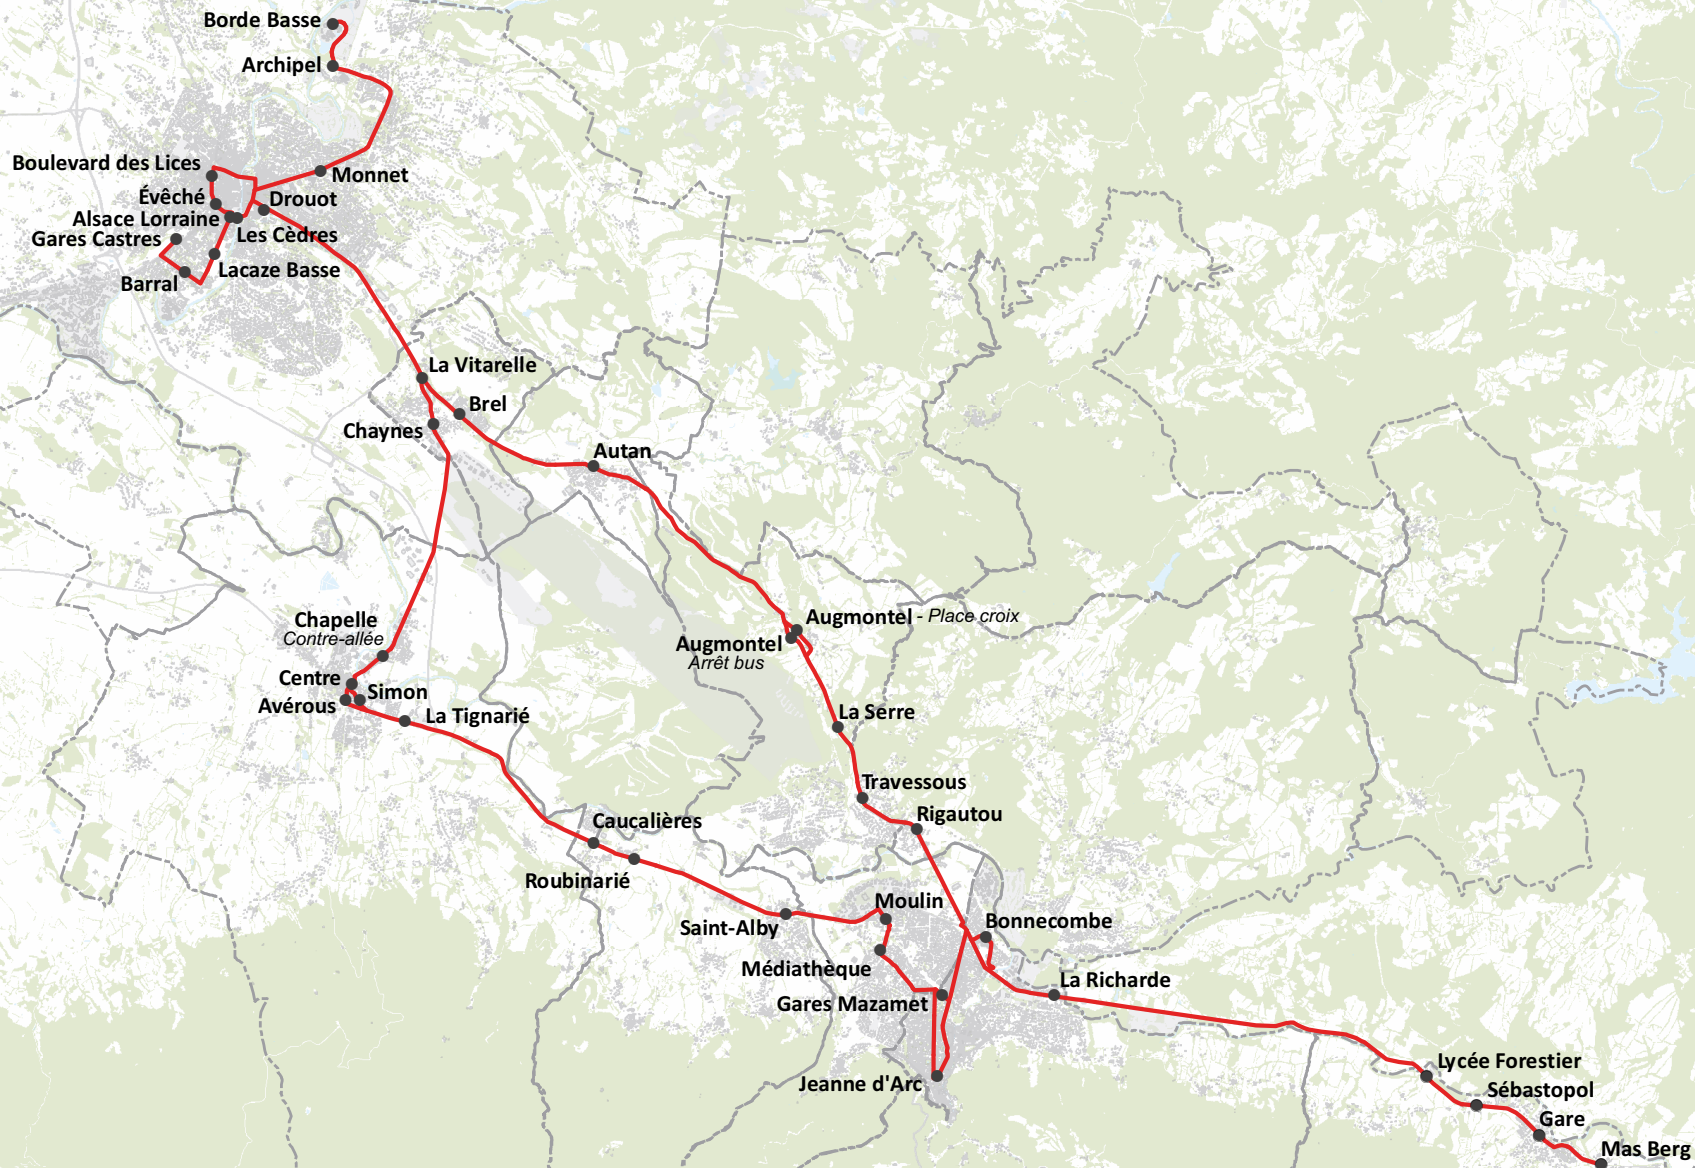 Borde Basse
Archipel
Boulevard des Lices
Monnet
Évêché
Drouot
Alsace Lorraine
Gares Castres
Les Cèdres
Lacaze Basse
Barral
La Vitarelle
Brel
Chaynes
Autan
Chapelle
Contre-allée
Augmontel - Place croix
Augmontel
Arrêt bus
Centre
Simon
Avérous
La Tignarié
La Serre
Travessous
Rigautou
Caucalières
Roubinarié
Moulin
Saint-Alby
Bonnecombe
Médiathèque
La Richarde
Gares Mazamet
Jeanne d'Arc
Lycée Forestier
Sébastopol
Gare
Mas Berg